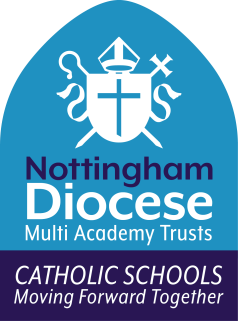 Nottingham
Diocese
Multi Academy Trusts
CATHOLIC SCHOOLS
Moving Forward Together